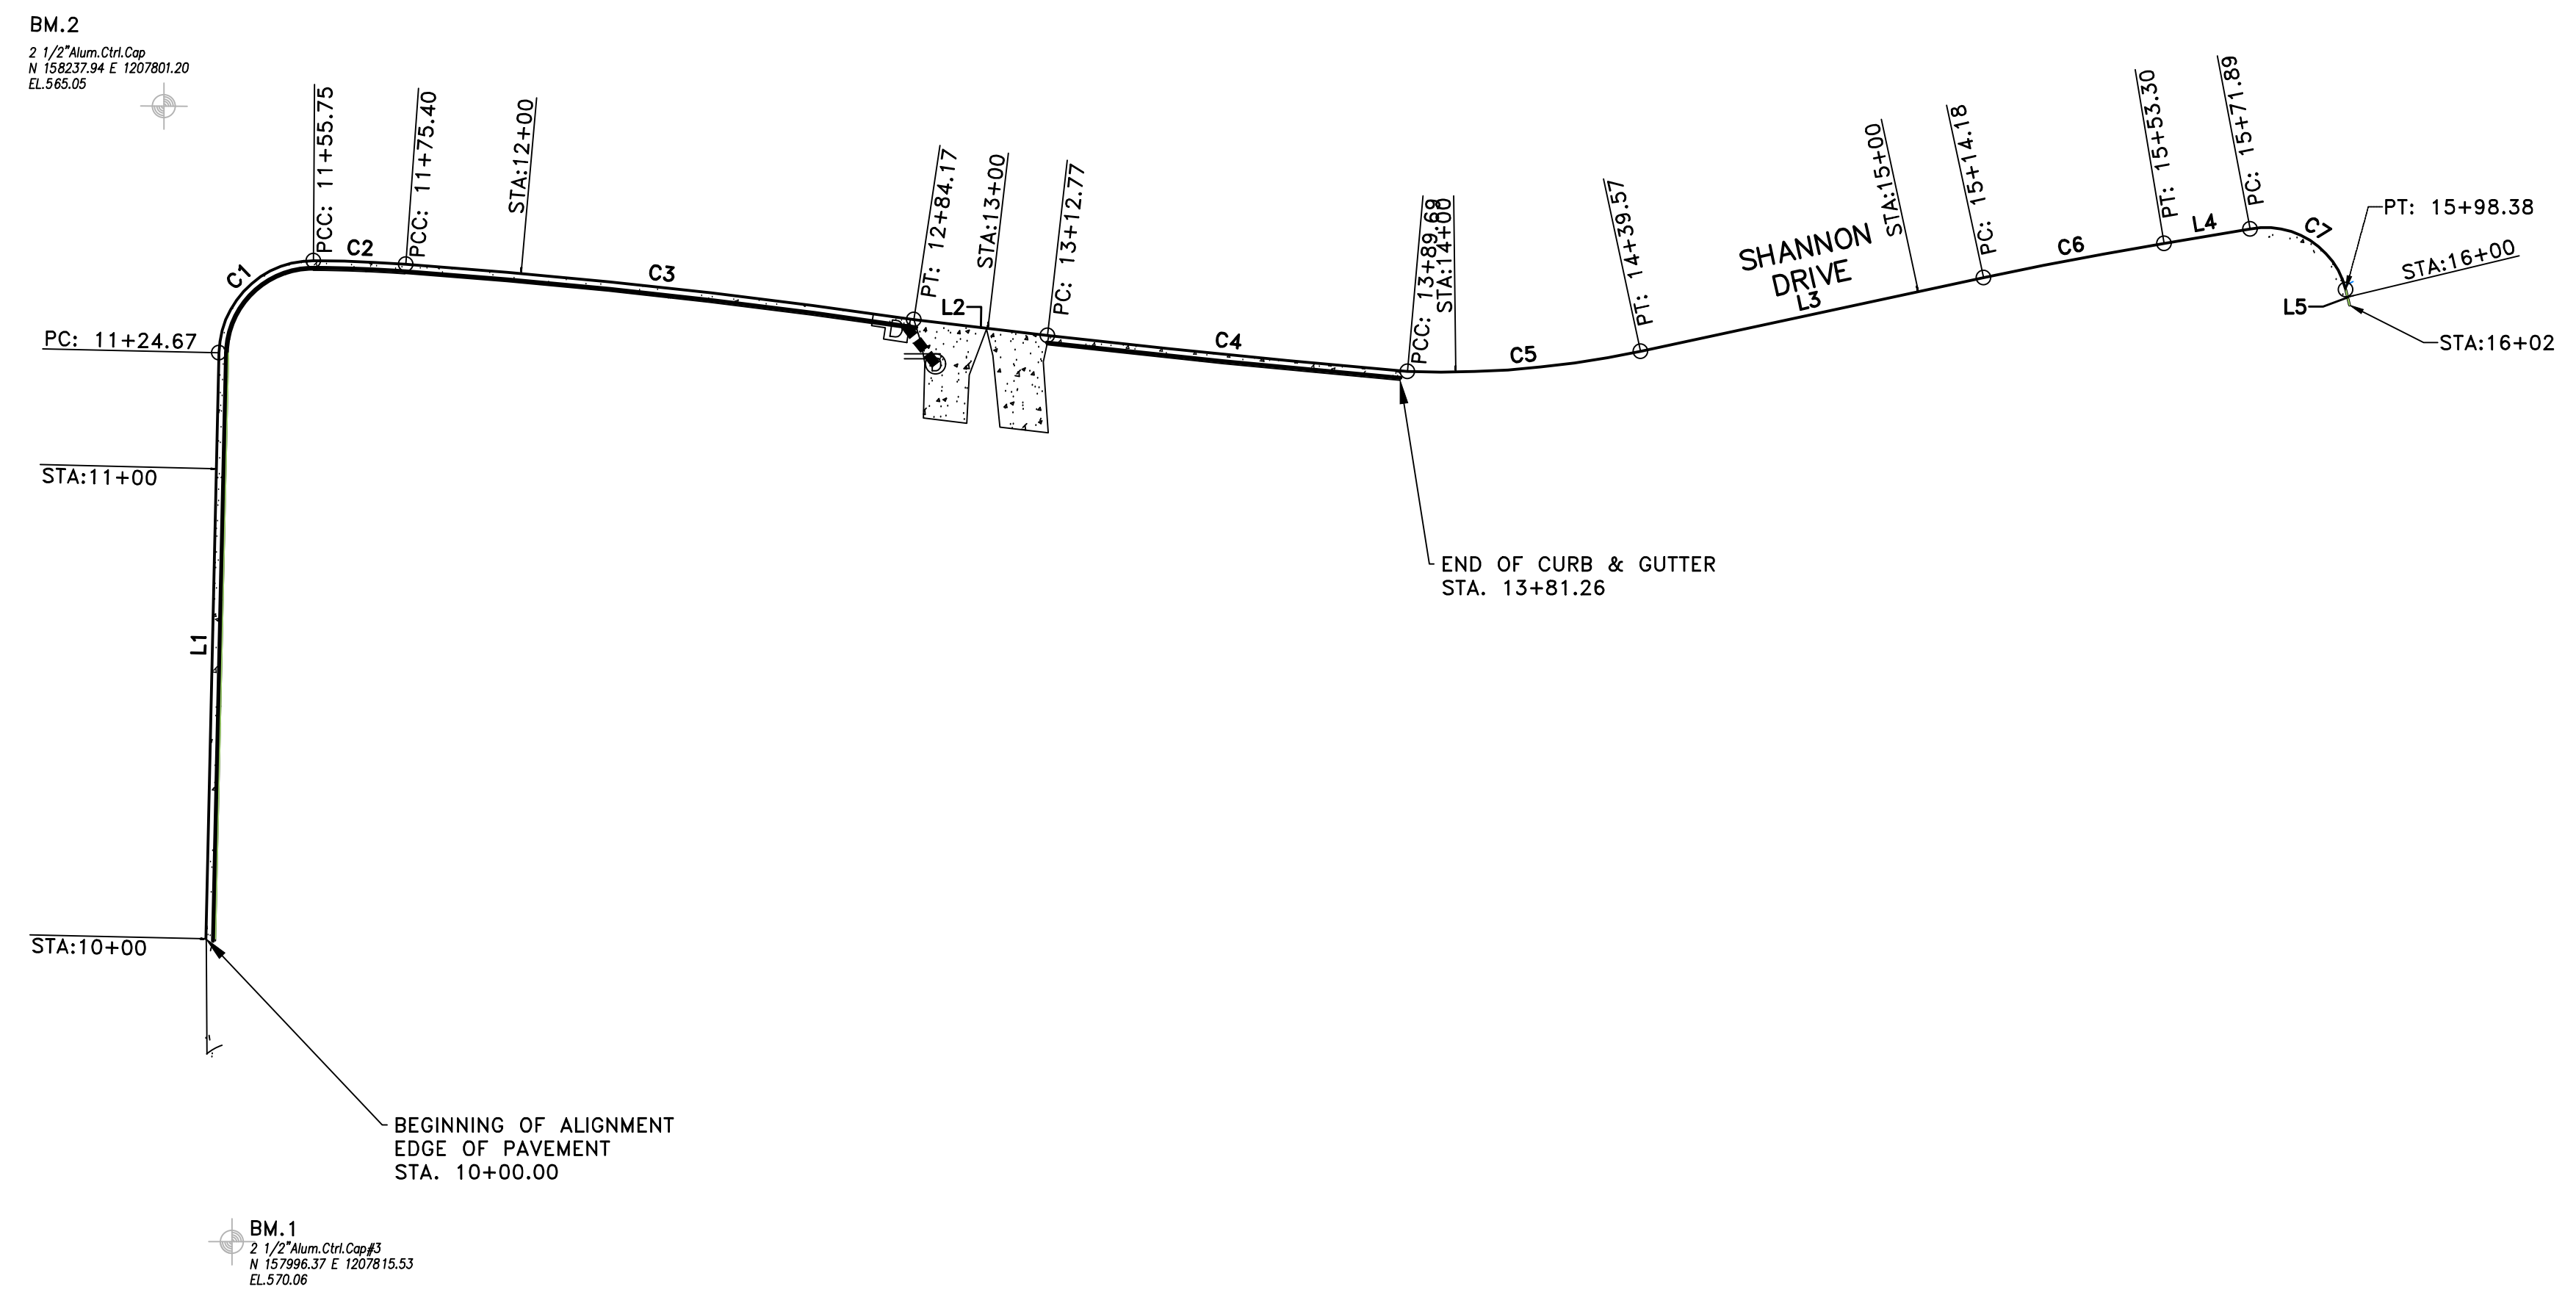 BM.2
2 1/2"Alum.Ctrl.Cap
N 158237.94 E 1207801.20
EL.565.05
PCC: 11+55.75
PCC: 11+75.40
STA:12+00
PT: 12+84.17
STA:13+00
PC: 13+12.77
PCC: 13+89.69
STA:14+00
PT: 14+39.57
STA:15+00
PC: 15+14.18
PT: 15+53.30
PC: 15+71.89
PT: 15+98.38
STA:16+00
STA:16+02
C1
C2
C3
L2
C4
C5
SHANNON
DRIVE
L3
C6
L4
C7
L5
PC: 11+24.67
STA:11+00
D
D
L1
END OF CURB & GUTTER
STA. 13+81.26
STA:10+00
BEGINNING OF ALIGNMENT
EDGE OF PAVEMENT
STA. 10+00.00
BM.1
2 1/2"Alum.Ctrl.Cap#3
N 157996.37 E 1207815.53
EL.570.06